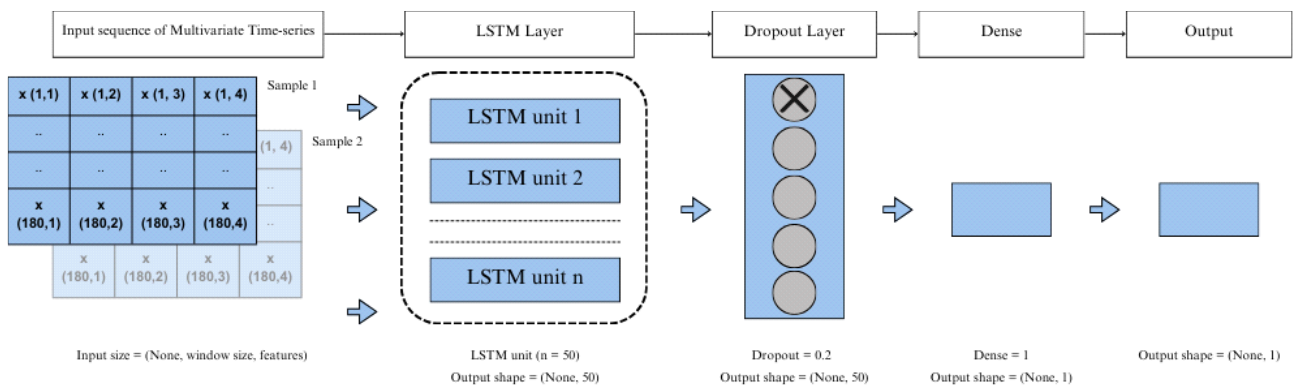 Input sequence of Multivariate Time-series
LSTM Layer
Dropout Layer
Dense
Output
Sample 1
x (1,1) x (1,2) x (1, 3) x (1, 4)
.. .. .. ..
.. .. .. ..
x x x x
(180,1) (180,2) (180,3) (180,4)
Sample 2
(1, 4)
..
..
x x x x
(180,1) (180,2) (180,3) (180,4)
LSTM unit 1
LSTM unit 2
LSTM unit n
Input size = (None, window size, features)
LSTM unit (n = 50)
Output shape = (None, 50)
Dropout = 0.2
Output shape = (None, 50)
Dense = 1
Output shape = (None, 1)
Output shape = (None, 1)